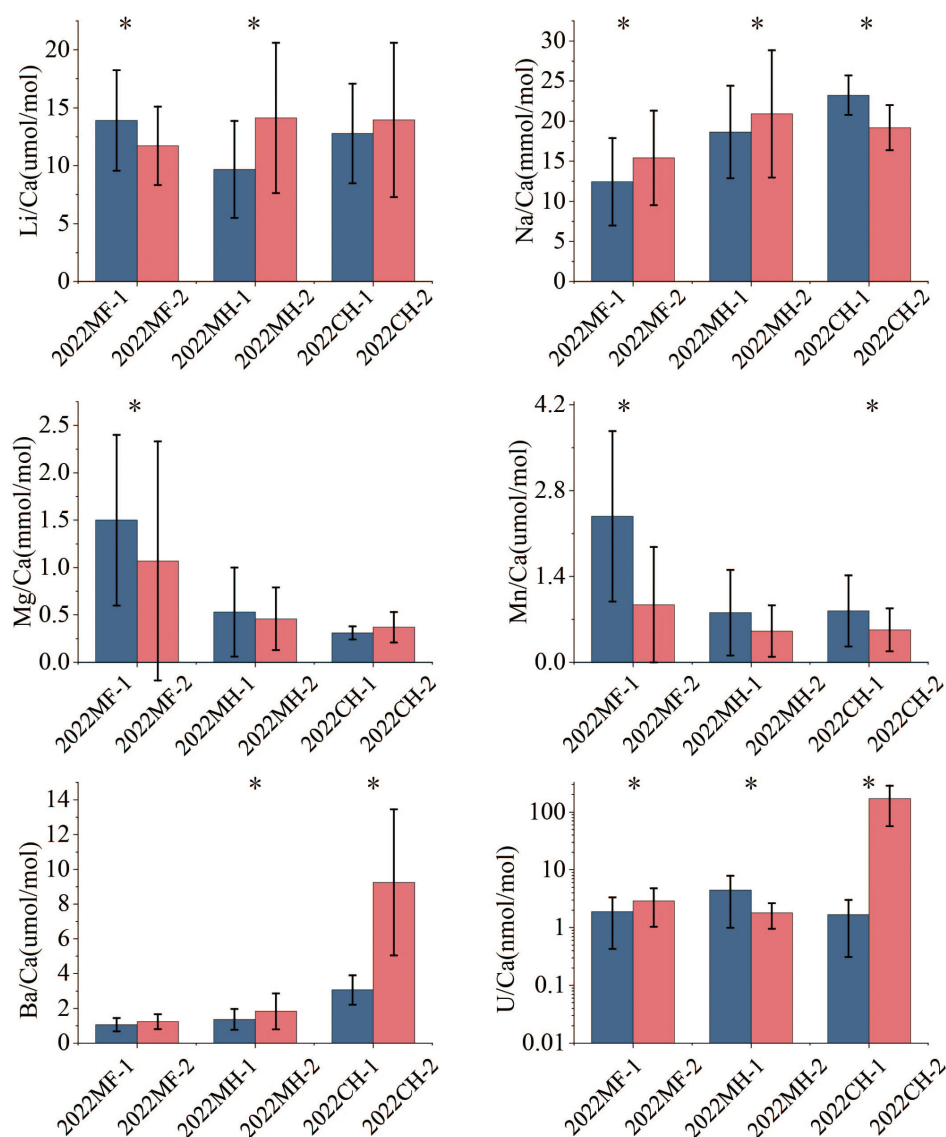 * *
Li/Ca(umol/mol)
20
15
10
5
0
2022MF-1
2022MF-2
2022MH-1
2022MH-2
2022CH-1
2022CH-2
* * *
Na/Ca(mmol/mol)
30
25
20
15
10
5
0
2022MF-1
2022MF-2
2022MH-1
2022MH-2
2022CH-1
2022CH-2
*
Mg/Ca(mmol/mol)
2.5
2.0
1.5
1.0
0.5
0.0
2022MF-1
2022MF-2
2022MH-1
2022MH-2
2022CH-1
2022CH-2
* *
Mn/Ca(umol/mol)
4.2
2.8
1.4
0.0
2022MF-1
2022MF-2
2022MH-1
2022MH-2
2022CH-1
2022CH-2
* *
Ba/Ca(umol/mol)
14
12
10
8
6
4
2
0
2022MF-1
2022MF-2
2022MH-1
2022MH-2
2022CH-1
2022CH-2
* * *
U/Ca(nmol/mol)
100
10
1
0.1
0.01
2022MF-1
2022MF-2
2022MH-1
2022MH-2
2022CH-1
2022CH-2